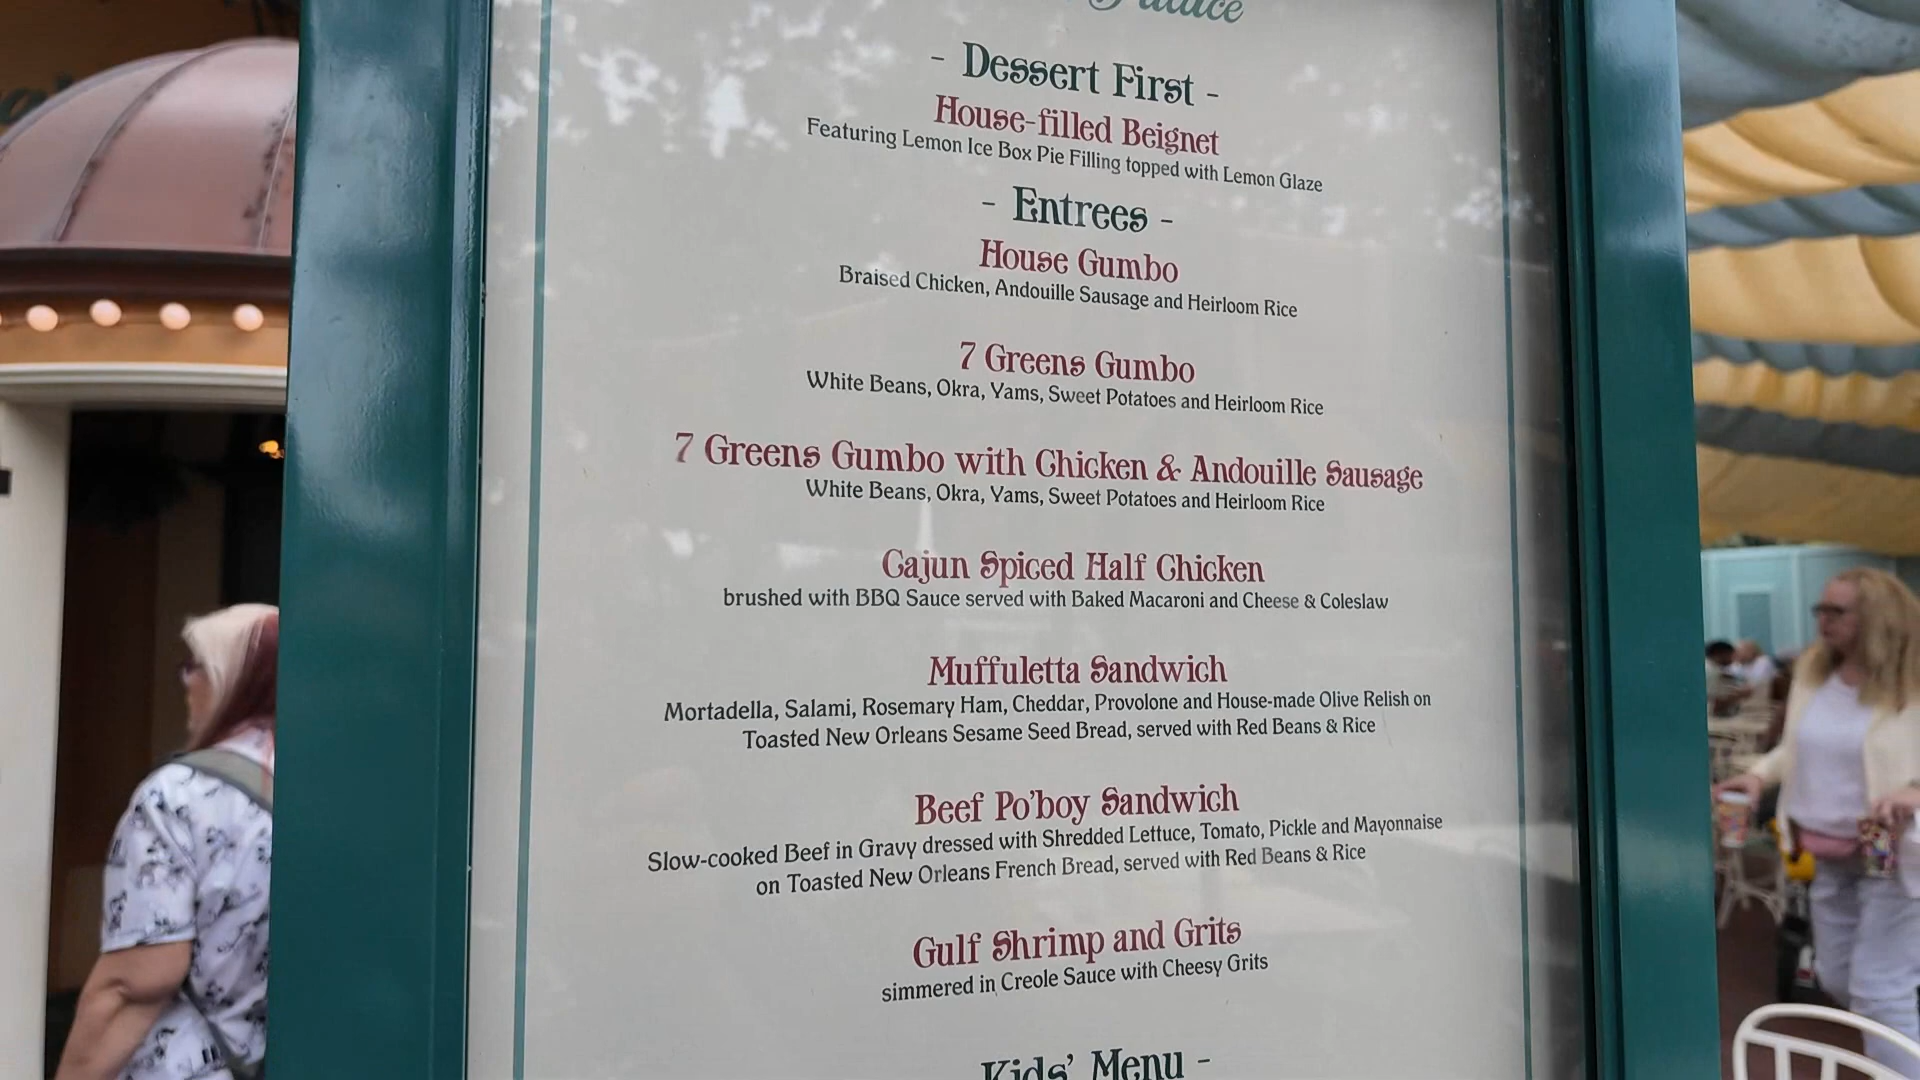 Palace
- Dessert First -
House-filled Beignet
Featuring Lemon Ice Box Pie Filling topped with Lemon Glaze
- Entrees -
House Gumbo
Braised Chicken, Andouille Sausage and Heirloom Rice
7 Greens Gumbo
White Beans, Okra, Yams, Sweet Potatoes and Heirloom Rice
7 Greens Gumbo with Chicken & Andouille Sausage
White Beans, Okra, Yams, Sweet Potatoes and Heirloom Rice
Cajun Spiced Half Chicken
brushed with BBQ Sauce served with Baked Macaroni and Cheese & Coleslaw
Muffuletta Sandwich
Mortadella, Salami, Rosemary Ham, Cheddar, Provolone and House-made Olive Relish on
Toasted New Orleans Sesame Seed Bread, served with Red Beans & Rice
Beef Po'boy Sandwich
Slow-cooked Beef in Gravy dressed with Shredded Lettuce, Tomato, Pickle and Mayonnaise
on Toasted New Orleans French Bread, served with Red Beans & Rice
Gulf Shrimp and Grits
simmered in Creole Sauce with Cheesy Grits
Kids' Menu -